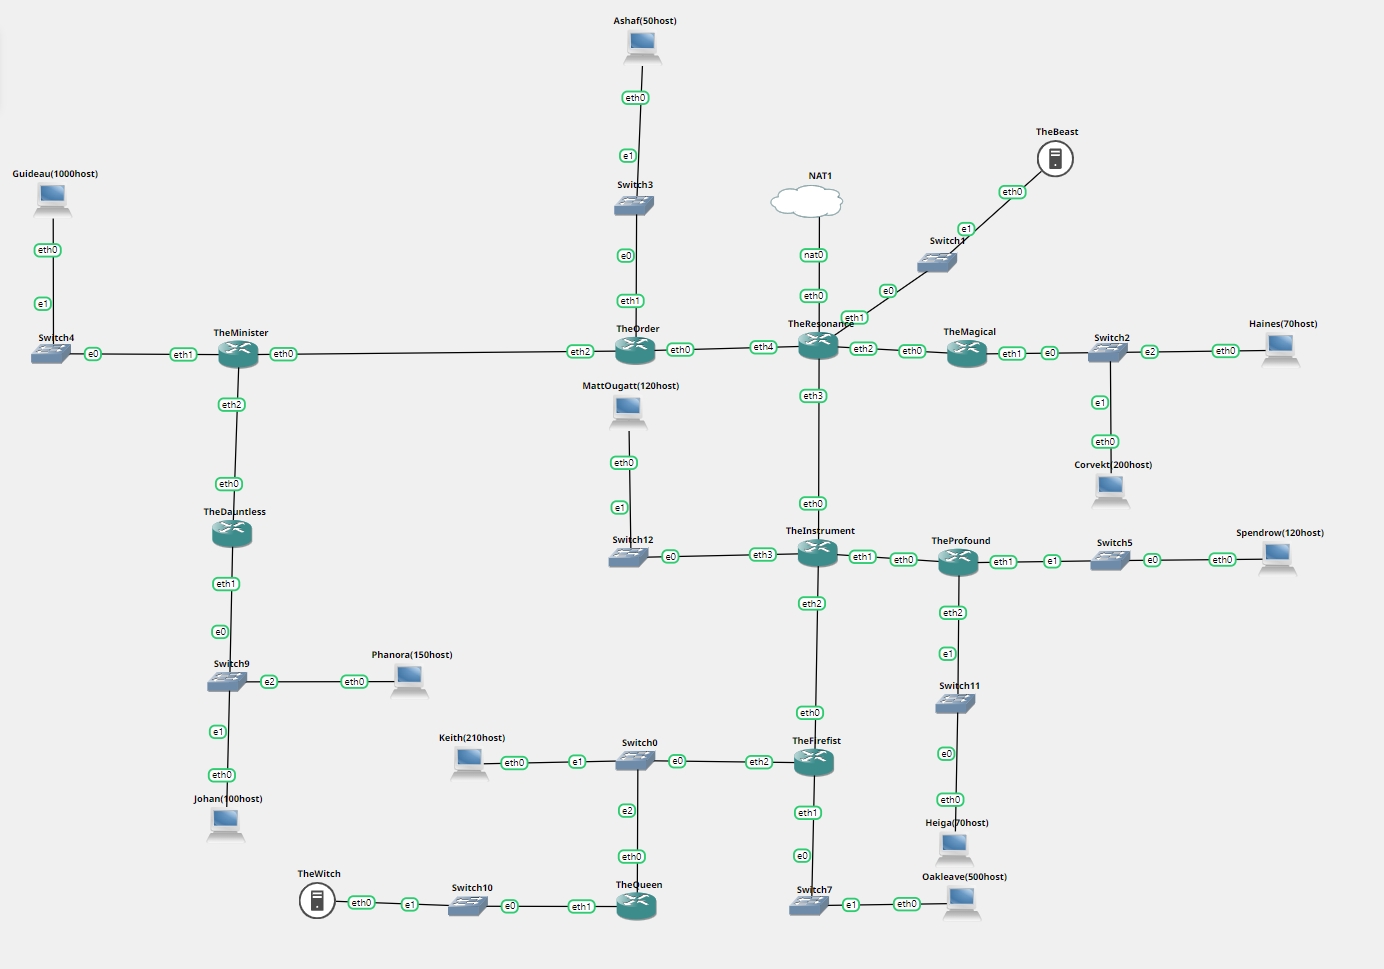 Ashaf(50host)
eth0
TheBeast
e1
Guideau(1000host)
NAT1
eth0
Switch3
e1
eth0
Switch1
nat0
e0
e0
e1
eth1
eth0
eth1
Switch4
TheMinister
TheOrder
TheResonance
TheMagical
Switch2
Haines(70host)
e0
eth1
eth0
eth2
eth0
eth4
eth2
eth0
eth1
e0
e2
eth0
MattOugatt(120host)
eth3
eth2
e1
eth0
eth0
Corvekt(200host)
eth0
e1
eth0
TheDauntless
Switch12
TheInstrument
TheProfound
Switch5
Spendrow(120host)
e0
eth3
eth1
eth0
eth1
e1
e0
eth0
eth1
eth2
eth2
e0
e1
Switch9
Phanora(150host)
e2
eth0
Switch11
e1
eth0
Keith(210host)
Switch0
TheFirefist
eth0
e1
e0
eth2
e0
eth0
Johan(100host)
e2
eth1
eth0
Heiga(70host)
eth0
e0
TheWitch
Switch10
TheQueen
Switch7
Oakleave(500host)
eth0
e1
e0
eth1
e1
eth0